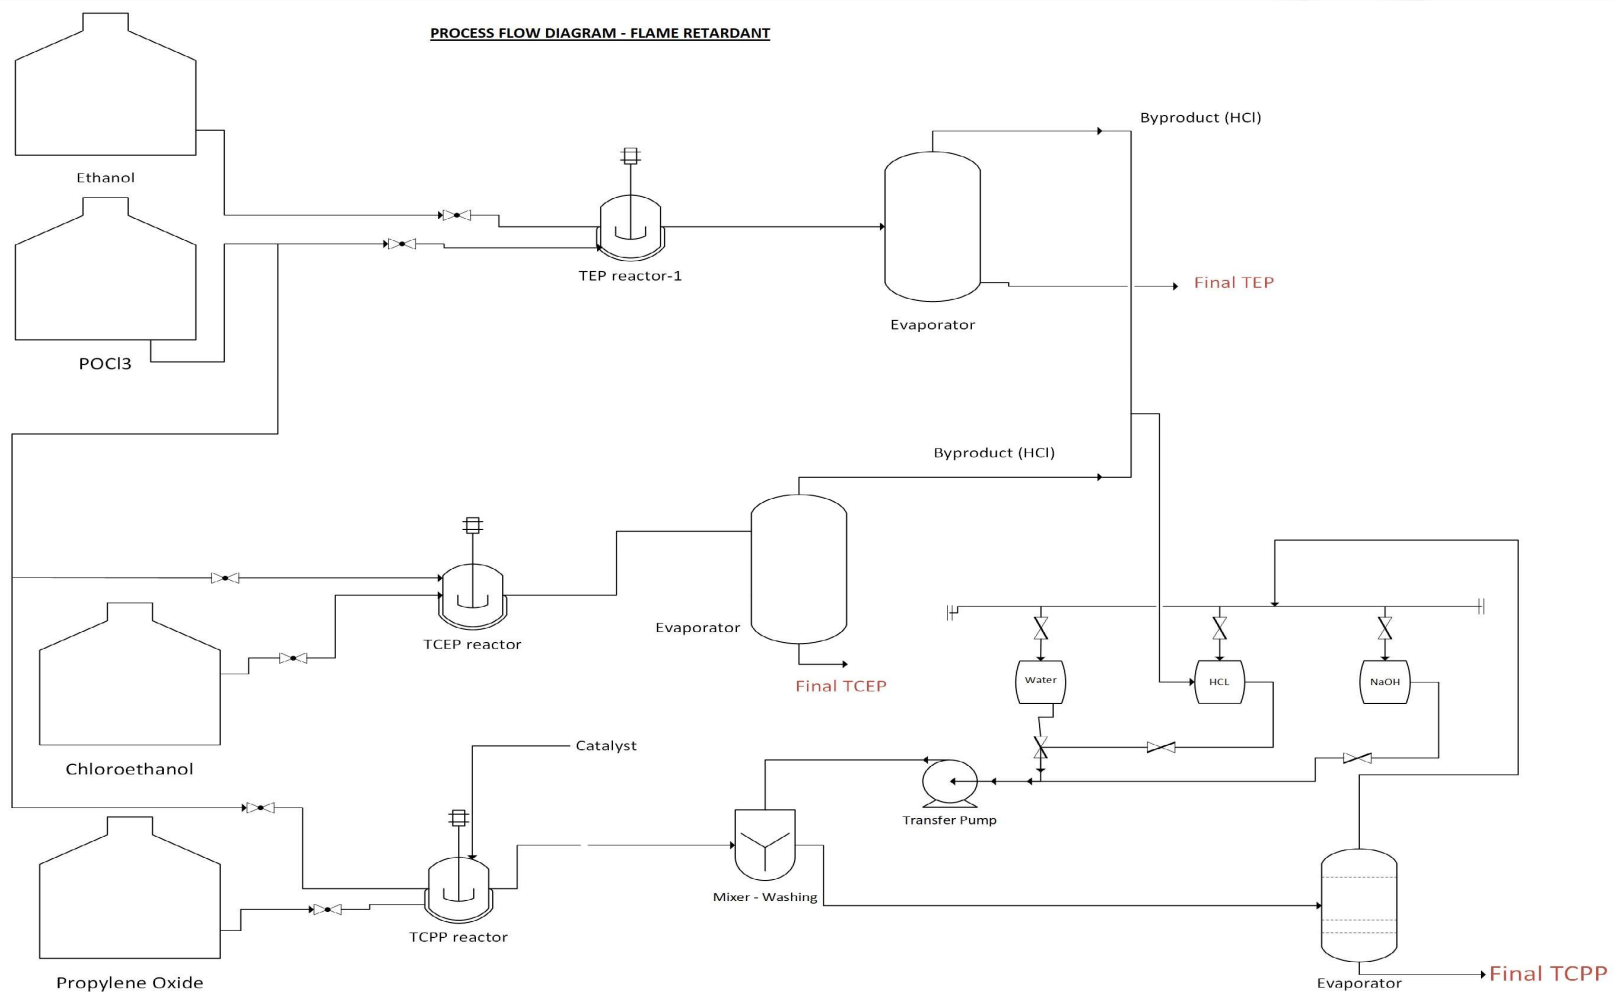 PROCESS FLOW DIAGRAM - FLAME RETARDANT
Byproduct (HCl)
Ethanol
TEP reactor-1
Final TEP
Evaporator
POCl3
Byproduct (HCl)
Evaporator
TCEP reactor
Final TCEP
Water
HCL
NaOH
Catalyst
Chloroethanol
Transfer Pump
Mixer - Washing
TCPP reactor
Final TCPP
Propylene Oxide
Evaporator